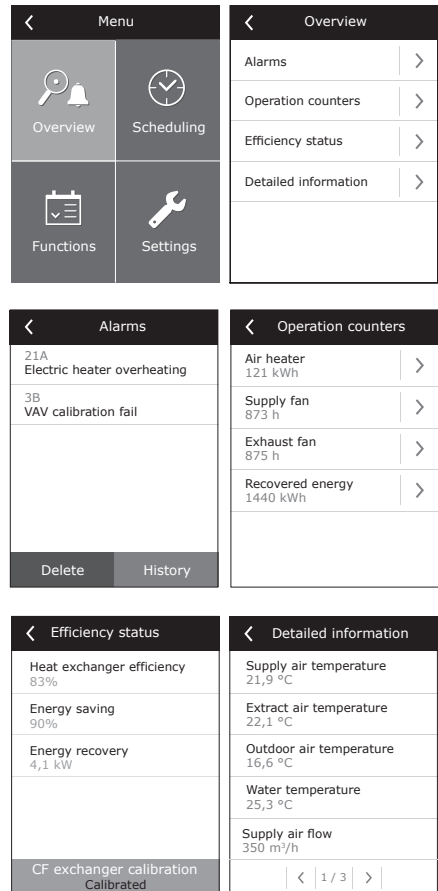 Menu
Overview
Scheduling
Functions
Settings
Overview
Alarms
Operation counters
Efficiency status
Detailed information
Alarms
21A
Electric heater overheating
3B
VAV calibration fail
Delete
History
Operation counters
Air heater
121 kWh
Supply fan
873 h
Exhaust fan
875 h
Recovered energy
1440 kWh
Efficiency status
Heat exchanger efficiency
83%
Energy saving
90%
Energy recovery
4,1 kW
CF exchanger calibration
Calibrated
Detailed information
Supply air temperature
21,9 °C
Extract air temperature
22,1 °C
Outdoor air temperature
16,6 °C
Water temperature
25,3 °C
Supply air flow
350 m³/h
1 / 3